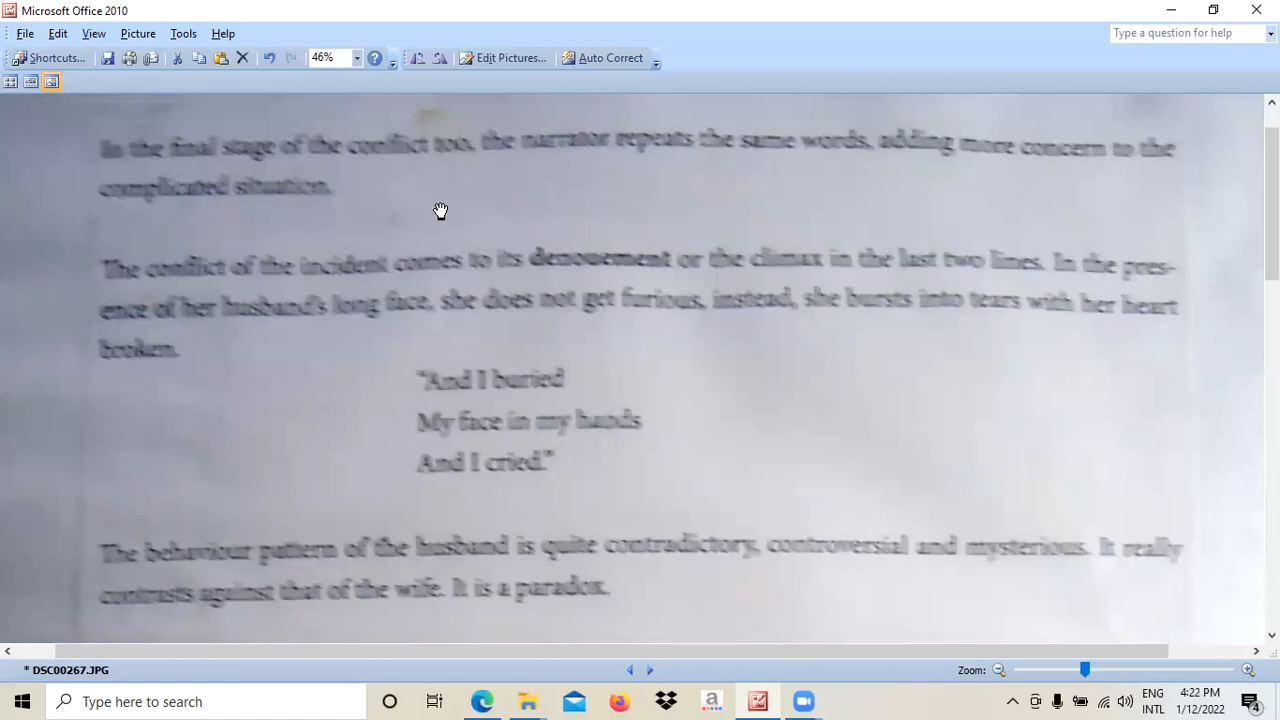 Microsoft Office 2010
File Edit View Picture Tools Help
Type a question for help
Shortcuts... 46% Edit Pictures... Auto Correct
In the final stage of the conflict too, the narrator repeats the same words, adding more concern to the
complicated situation.
The conflict of the incident comes to its denouement or the climax in the last two lines. In the pres-
ence of her husband's long face, she does not get furious, instead, she bursts into tears with her heart
broken.
"And I buried
My face in my hands
And I cried."
The behaviour pattern of the husband is quite contradictory, controversial and mysterious. It really
contrasts against that of the wife. It is a paradox.
* DSC00267.JPG
Zoom:
Type here to search
a
ENG
INTL
4:22 PM
1/12/2022
4